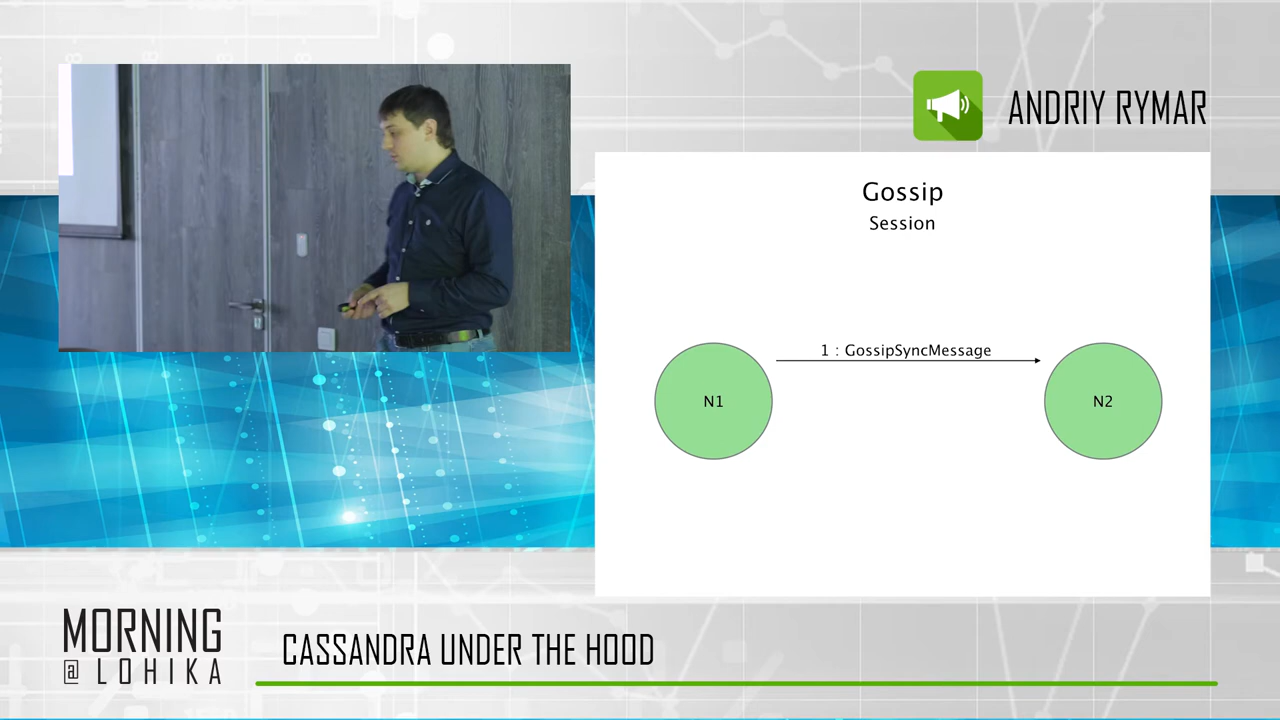 ANDRIY RYMAR
Gossip
Session
1 : GossipSyncMessage
N1
N2
MORNING
@ LOHIKA
CASSANDRA UNDER THE HOOD